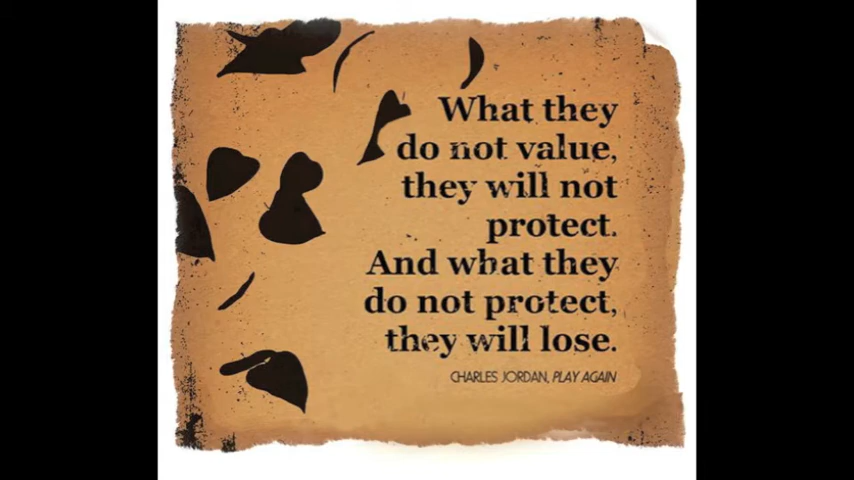 What they
do not value,
they will not
protect.
And what they
do not protect,
they will lose.
CHARLES JORDAN, PLAY AGAIN